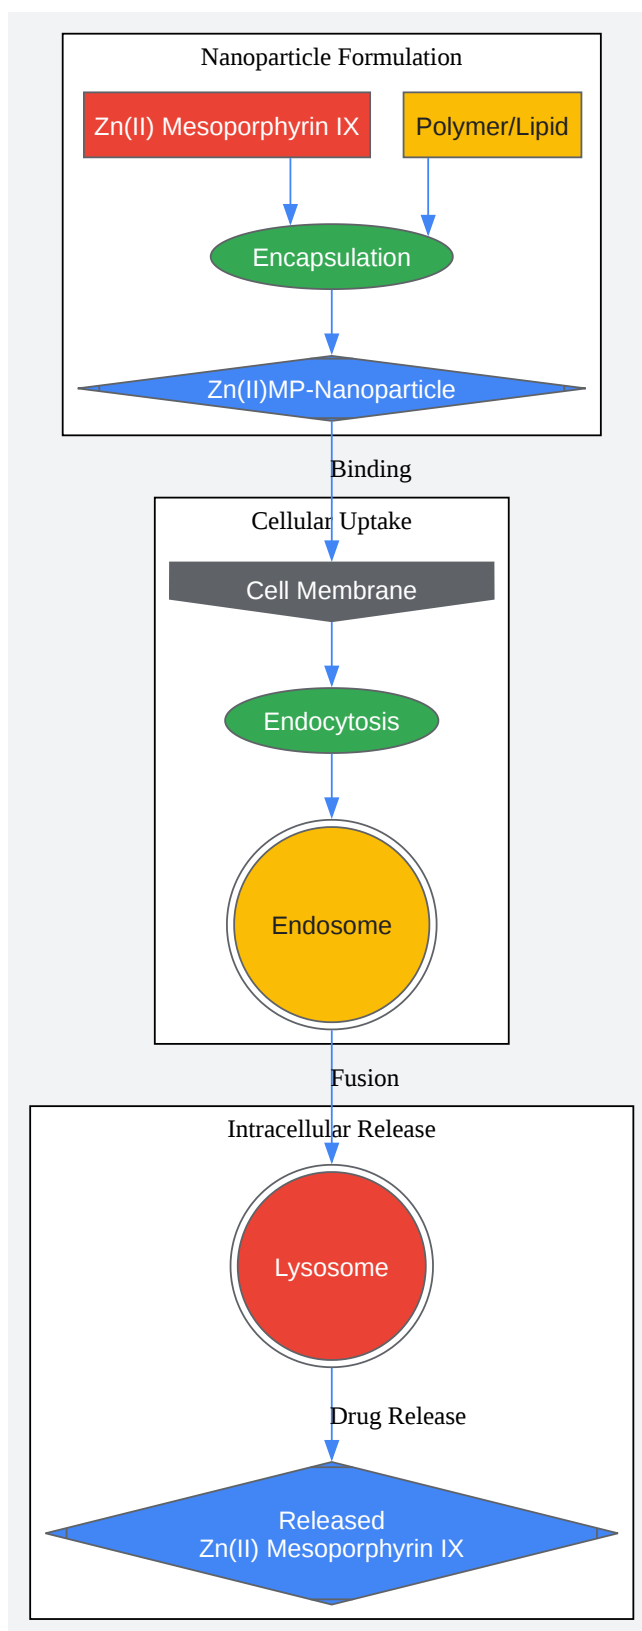 Nanoparticle Formulation
Zn(II) Mesoporphyrin IX
Polymer/Lipid
Encapsulation
Zn(II)MP-Nanoparticle
Binding
Cellular Uptake
Cell Membrane
Endocytosis
Endosome
Fusion
Intracellular Release
Lysosome
Drug Release
Released
Zn(II) Mesoporphyrin IX